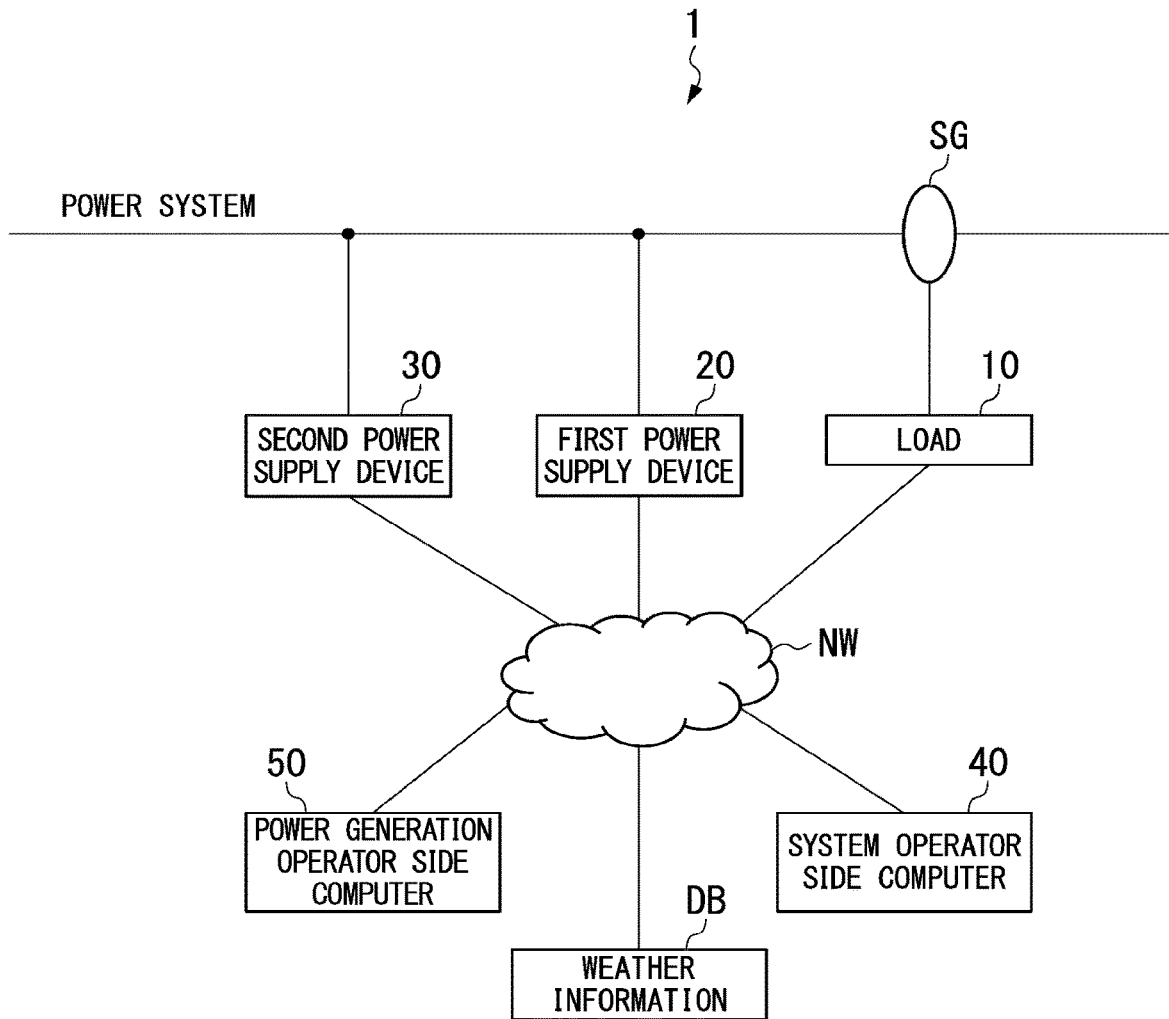 1
SG
POWER SYSTEM
30
20
10
SECOND POWER
SUPPLY DEVICE
FIRST POWER
SUPPLY DEVICE
LOAD
NW
50
40
POWER GENERATION
OPERATOR SIDE
COMPUTER
SYSTEM OPERATOR
SIDE COMPUTER
DB
WEATHER
INFORMATION